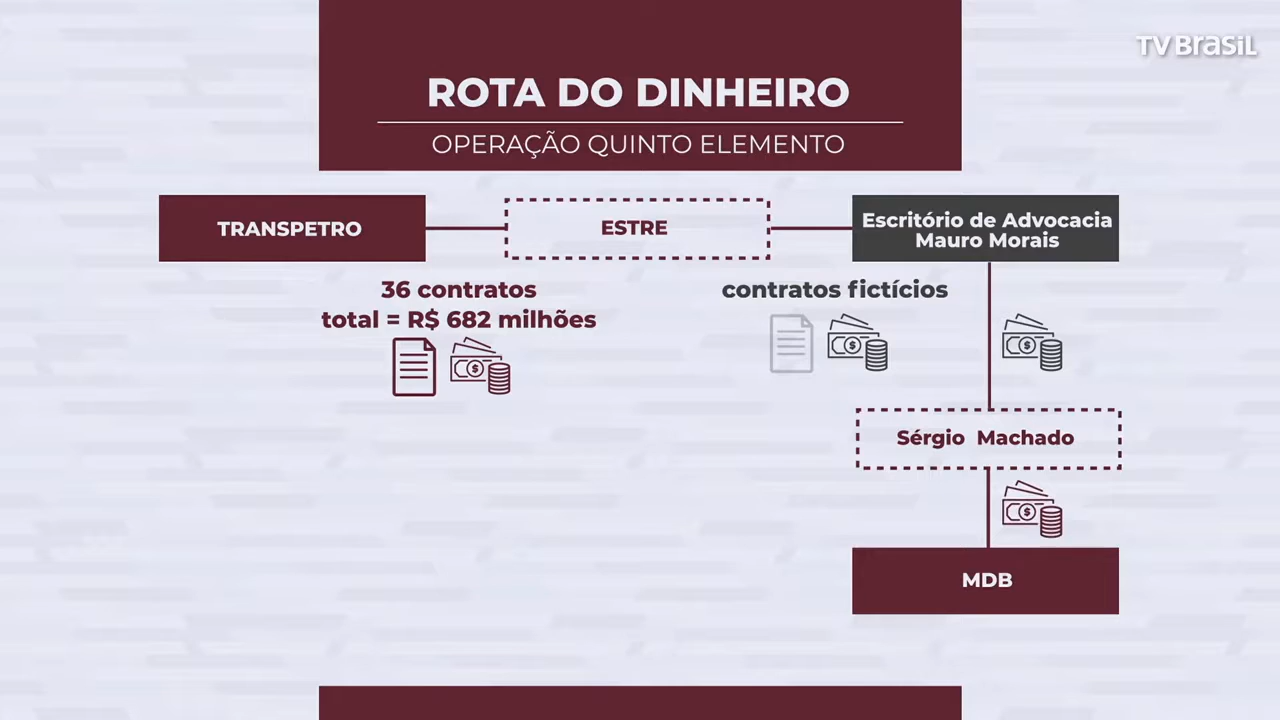 TV BRASIL
ROTA DO DINHEIRO
OPERAÇÃO QUINTO ELEMENTO
TRANSPETRO
ESTRE
Escritório de Advocacia
Mauro Morais
36 contratos
total = R$ 682 milhões
contratos fictícios
Sérgio Machado
MDB